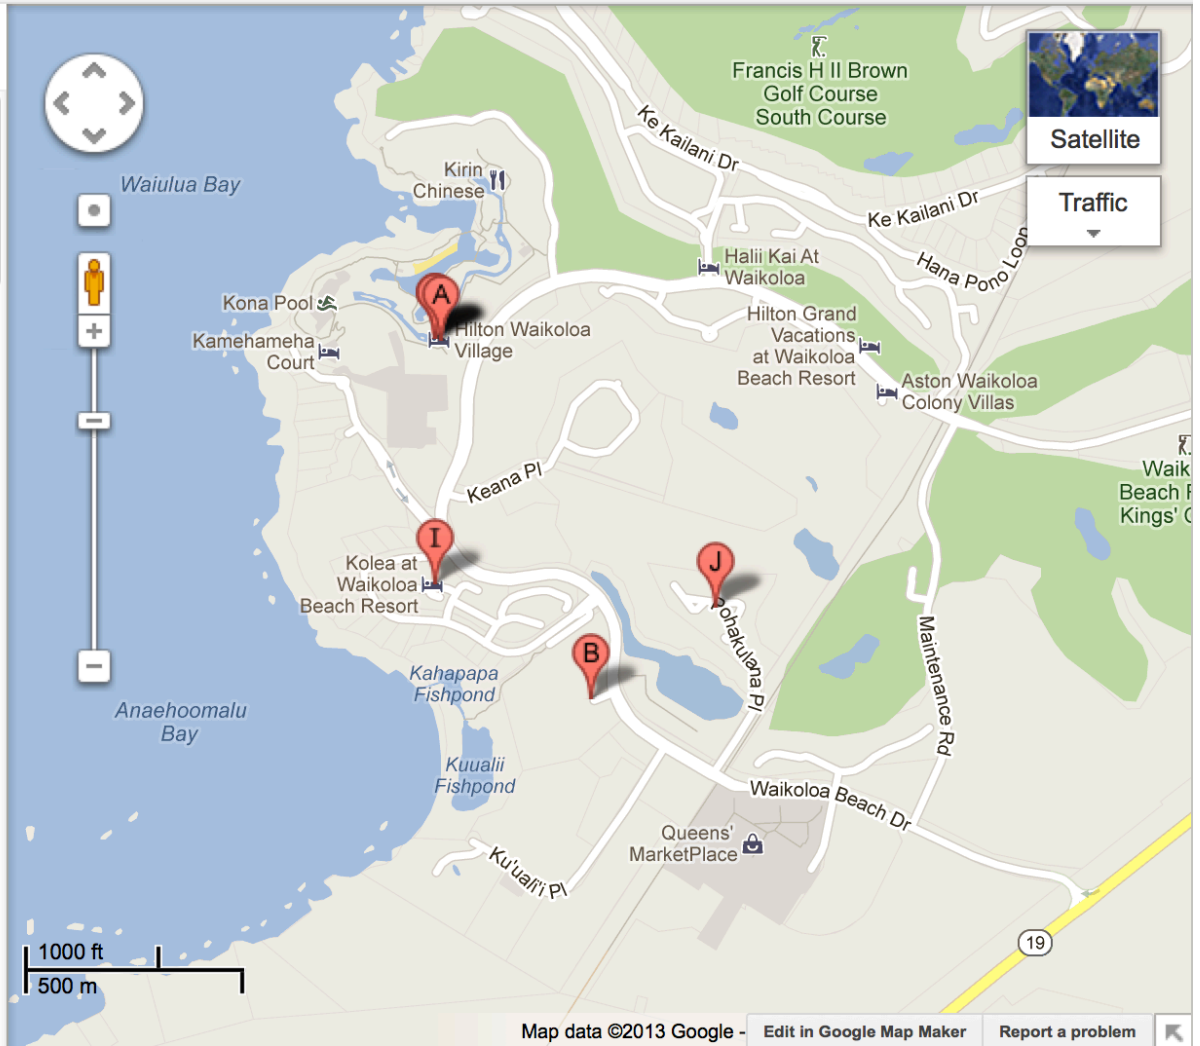 Francis H II Brown
Golf Course
South Course
Satellite
Traffic
Ke Kailani Dr
Kirin
Chinese
Waiulua Bay
Ke Kailani Dr
Hana Pono Loop
Halii Kai At
Waikoloa
Kona Pool
A
Hilton Waikoloa
Village
Kamehameha
Court
Hilton Grand
Vacations
at Waikoloa
Beach Resort
Aston Waikoloa
Colony Villas
Waik
Beach
Kings'
Keana Pl
I
Kolea at
Waikoloa
Beach Resort
J
Pohakulana Pl
B
Maintenance Rd
Kahapapa
Fishpond
Anaehoomalu
Bay
Kuualii
Fishpond
Waikoloa Beach Dr
Queens'
MarketPlace
Ku'uali'i Pl
19
1000 ft
500 m
Map data ©2013 Google -
Edit in Google Map Maker
Report a problem